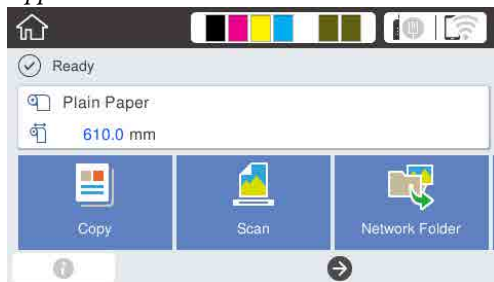 Ready
Plain Paper
610.0 mm
Copy
Scan
Network Folder